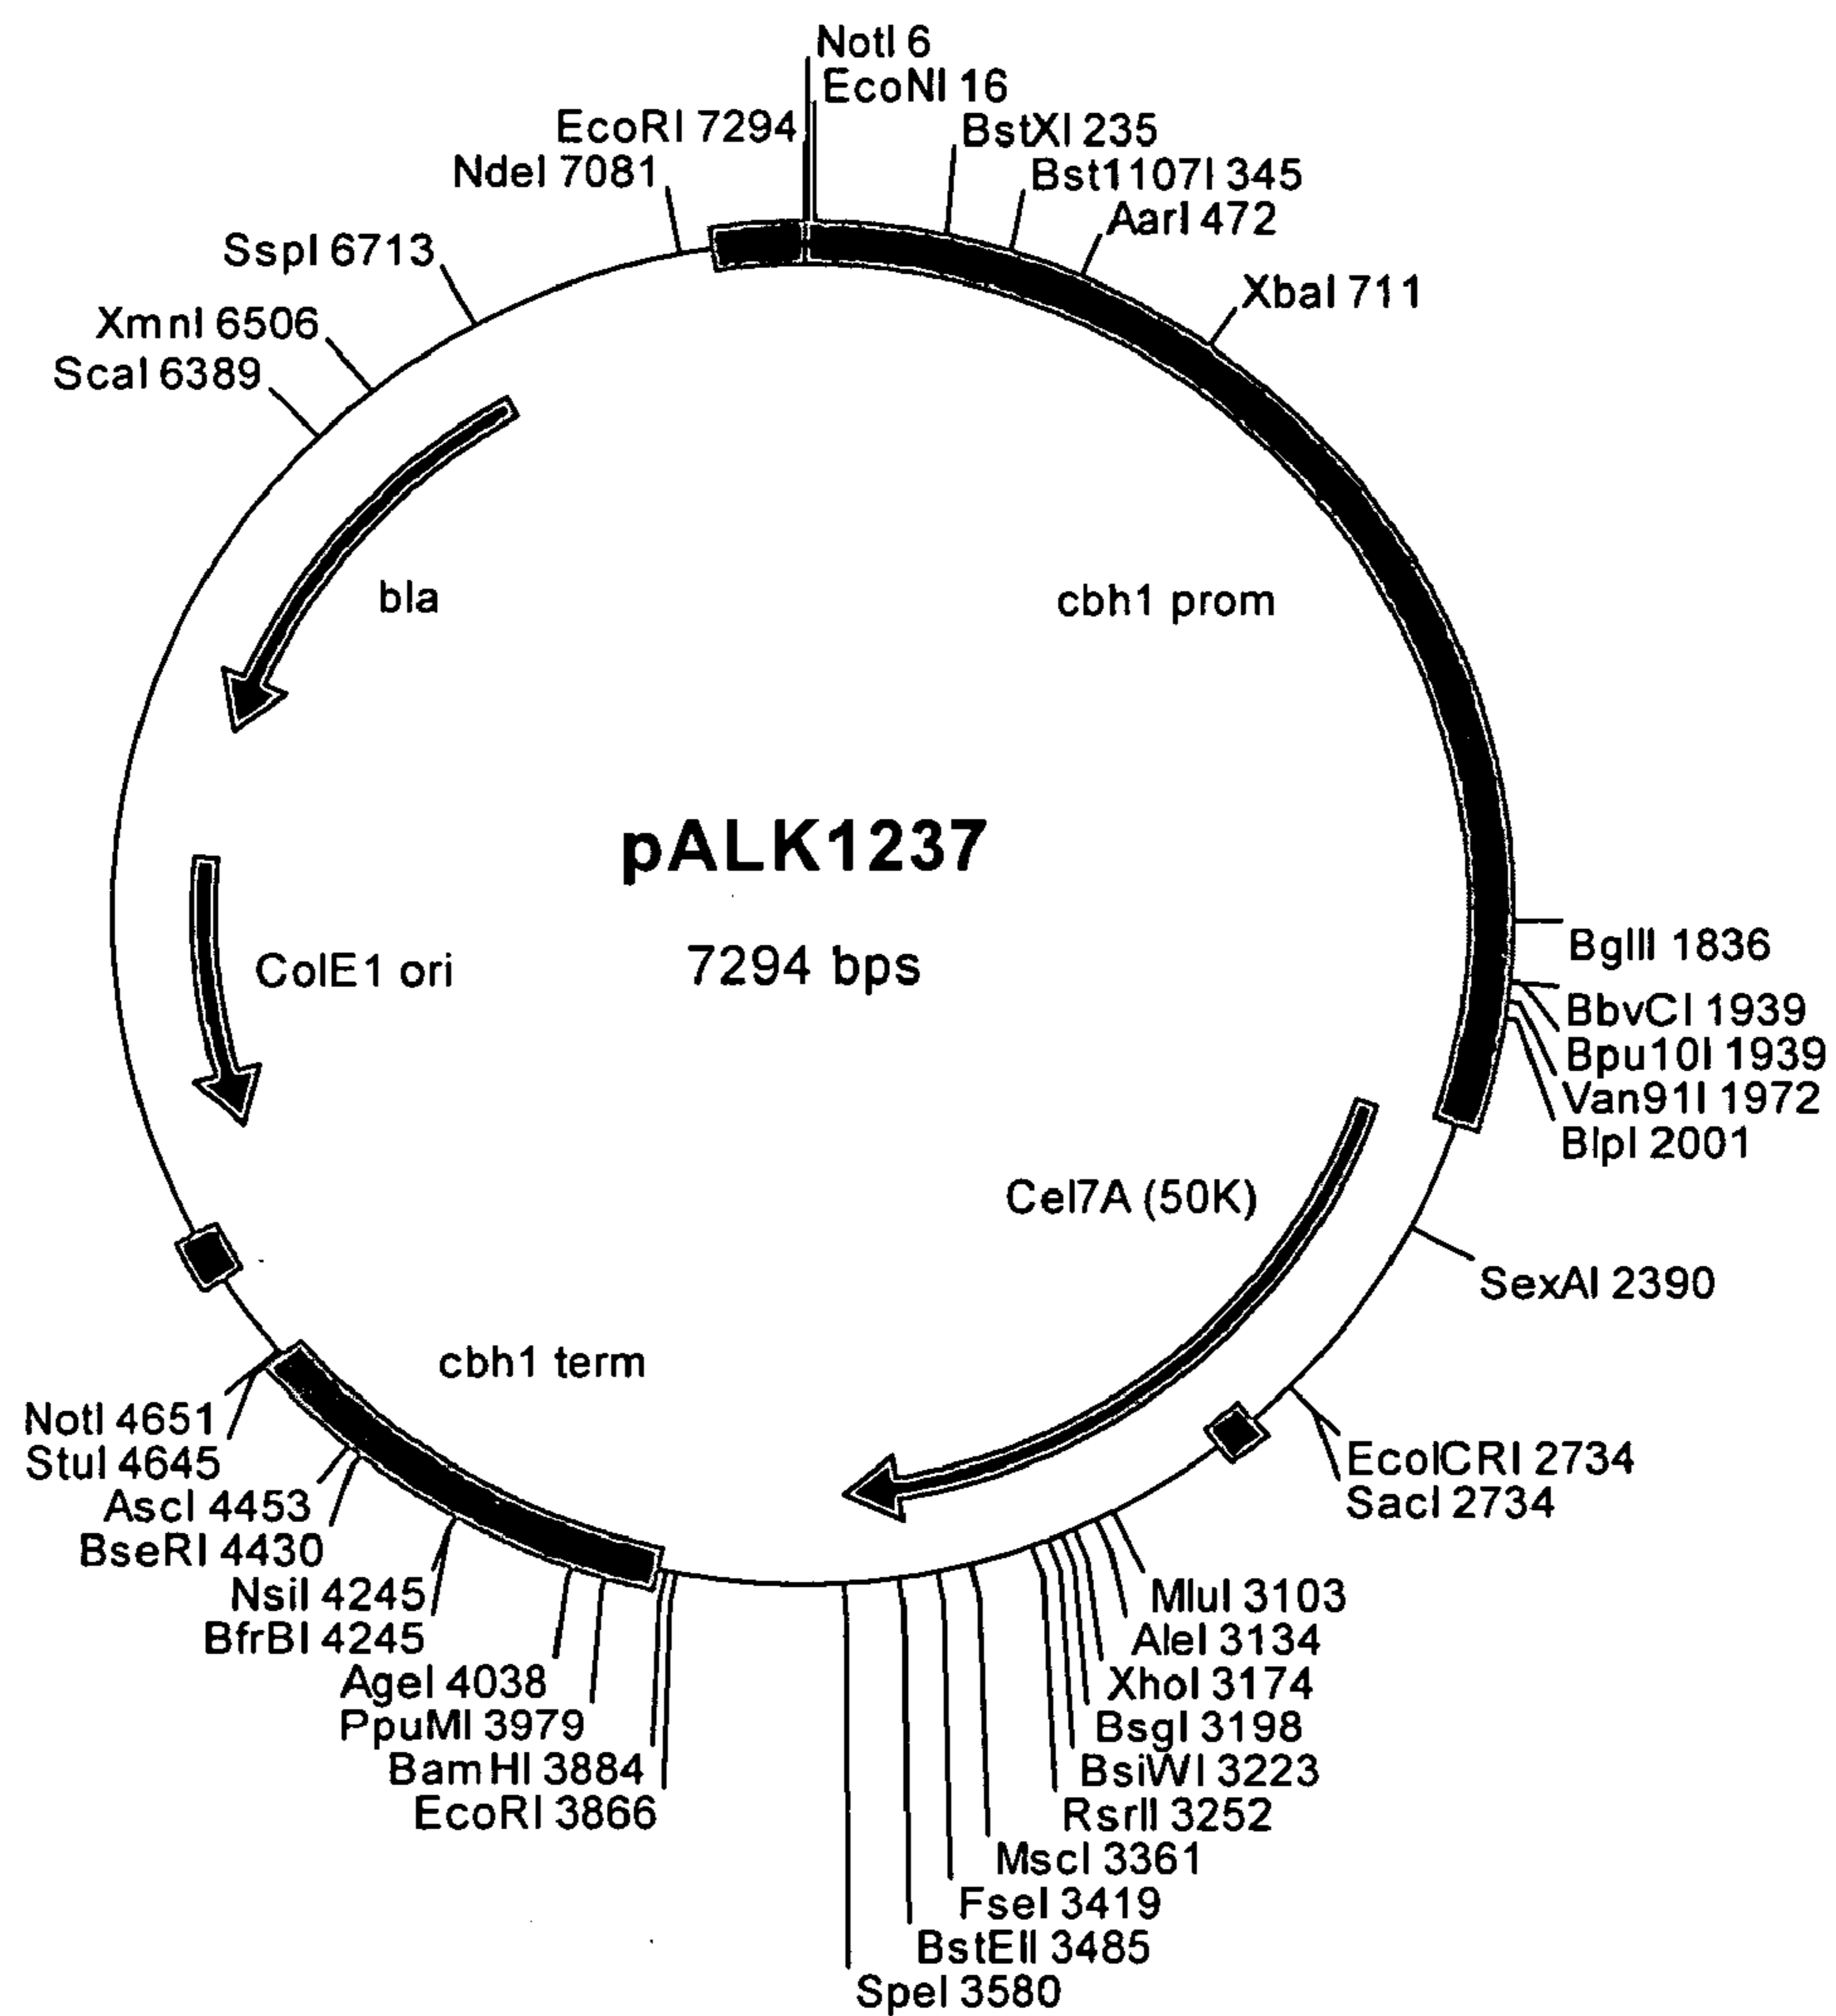 NotI 6
EcoNI 16
EcoRI 7294
BstXI 235
NdeI 7081
Bst1107I 345
AarI 472
SspI 6713
XbaI 711
XmnI 6506
ScaI 6389
bla
cbh1 prom
pALK1237
7294 bps
ColE1 ori
BglII 1836
BbvCI 1939
Bpu10I 1939
Van91I 1972
BlpI 2001
Cel7A (50K)
SexAI 2390
cbh1 term
NotI 4651
StuI 4645
AscI 4453
BseRI 4430
NsiI 4245
BfrBI 4245
AgeI 4038
PpuMI 3979
BamHI 3884
EcoRI 3866
EcoICRI 2734
SacI 2734
MluI 3103
AleI 3134
XhoI 3174
BsgI 3198
BsiWI 3223
RsrII 3252
MscI 3361
FseI 3419
BstEII 3485
SpeI 3580